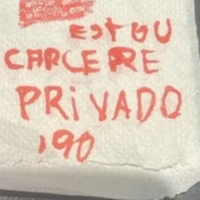 ESTOU
CARCERE
PRiVADO
190